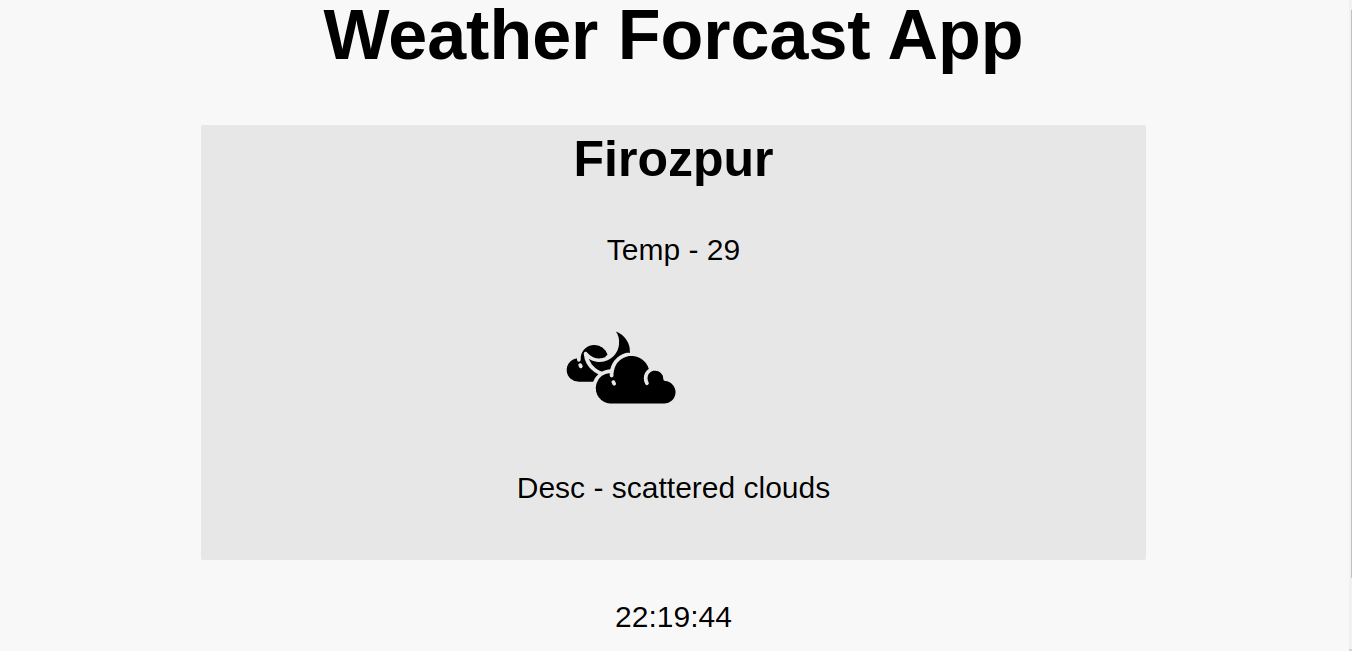 Weather Forcast App
Firozpur
Temp - 29
Desc - scattered clouds
22:19:44